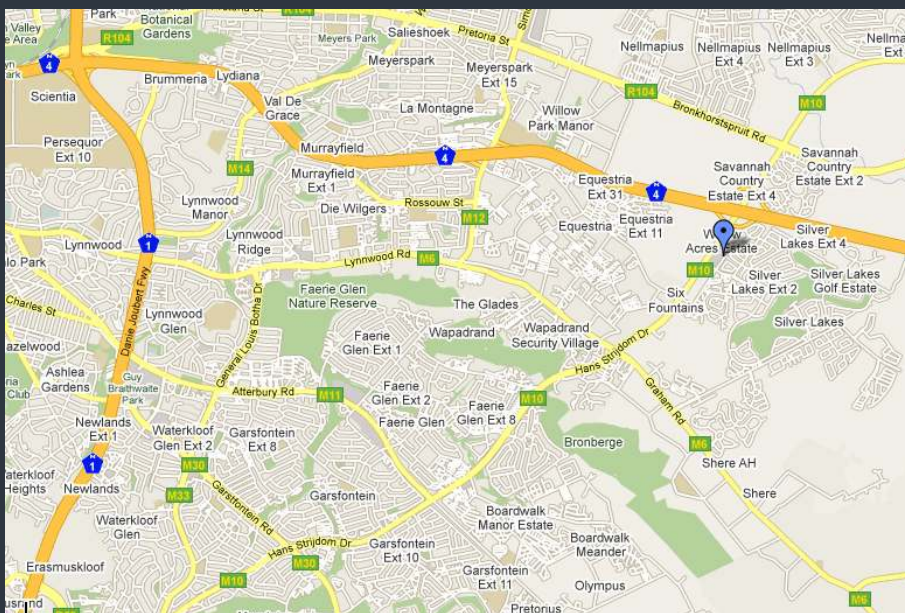 Park
Pretoria St
R104
Salieshoek
Botanical
Gardens
R104
Meyers Park
Nellmapius
Nellmapius
Ext 4
Nellmapius
Ext 3
4
Meyerspark
Meyerspark
Ext 15
Brummeria
Lydiana
Scientia
Val De
Grace
La Montagne
Willow
Park Manor
R104
Bronkhorstspruit Rd
M10
Persequor
Ext 10
Murrayfield
4
M14
Murrayfield
Ext 1
Equestria
Ext 31
4
Savannah
Country
Estate Ext 4
Savannah
Country
Estate Ext 2
Lynnwood
Manor
Die Wilgers
Rossouw St
M12
Equestria
Equestria
Ext 11
Lynnwood
1
Lynnwood
Ridge
Lynnwood Rd
M6
Acres Estate
Silver
Lakes Ext 4
M10
Silver
Lakes Ext 2
Silver Lakes
Golf Estate
Charles St
Faerie Glen
Nature Reserve
The Glades
Six
Fountains
Silver Lakes
Lynnwood
Glen
Danie Joubert Fwy
General Louis Botha Dr
Faerie
Glen Ext 1
Wapadrand
Wapadrand
Security Village
Hans Strijdom Dr
Ashlea
Gardens
Guy
Braithwaite
Park
Atterbury Rd
M11
Faerie
Glen Ext 2
M10
Graham Rd
Club
Newlands
Ext 1
Waterkloof
Glen Ext 2
Garsfontein
Ext 8
Faerie Glen
Faerie
Glen Ext 8
Bronberge
M6
1
M30
Shere AH
Heights
Newlands
M33
Garstfontein Rd
Garsfontein
Shere
Waterkloof
Glen
Boardwalk
Manor Estate
Hans Strijdom Dr
Garsfontein
Ext 10
Boardwalk
Meander
Erasmuskloof
M10
M30
Garsfontein
Ext 11
Olympus
Pretorius
M6